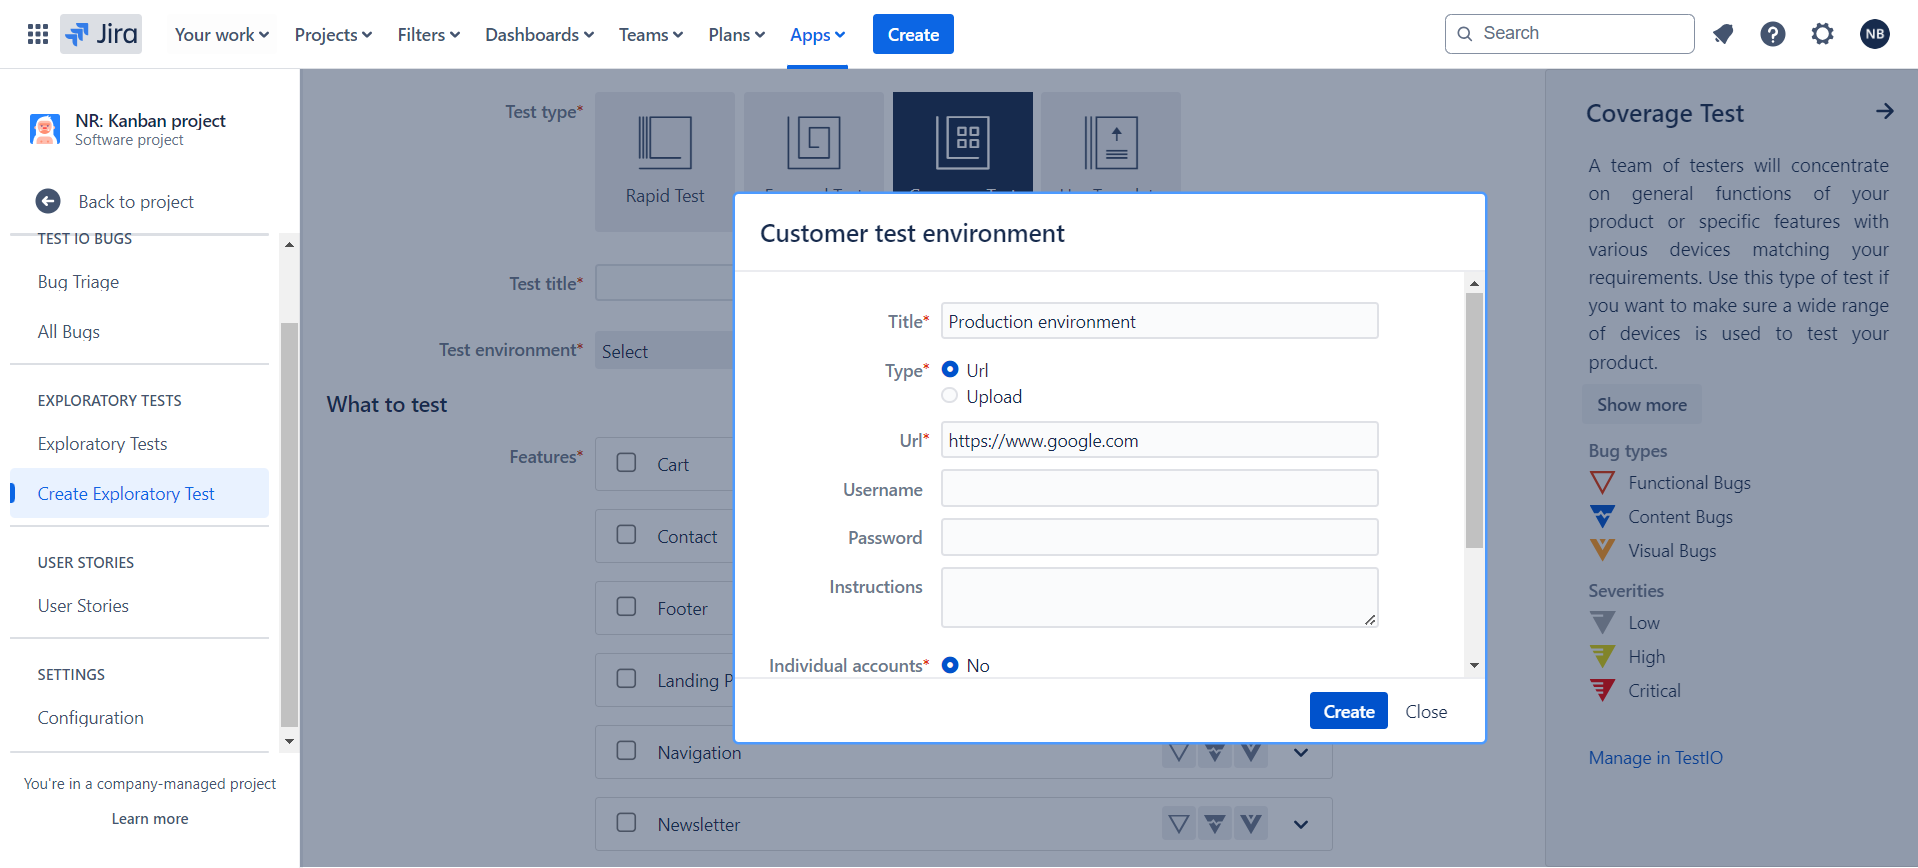 Jira
Your work
Projects
Filters
Dashboards
Teams
Plans
Apps
Create
Search
NB
NR: Kanban project
Software project
Back to project
TEST IO BUGS
Bug Triage
All Bugs
EXPLORATORY TESTS
Exploratory Tests
Create Exploratory Test
USER STORIES
User Stories
SETTINGS
Configuration
You're in a company-managed project
Learn more
Test type*
Rapid Test
Test title*
Test environment*
Select
What to test
Features*
Cart
Contact
Footer
Landing P
Navigation
Newsletter
Customer test environment
Title*
Production environment
Type*
Url
Upload
Url*
https://www.google.com
Username
Password
Instructions
Individual accounts*
No
Create
Close
Coverage Test
A team of testers will concentrate
on general functions of your
product or specific features with
various devices matching your
requirements. Use this type of test if
you want to make sure a wide range
of devices is used to test your
product.
Show more
Bug types
Functional Bugs
Content Bugs
Visual Bugs
Severities
Low
High
Critical
Manage in TestIO